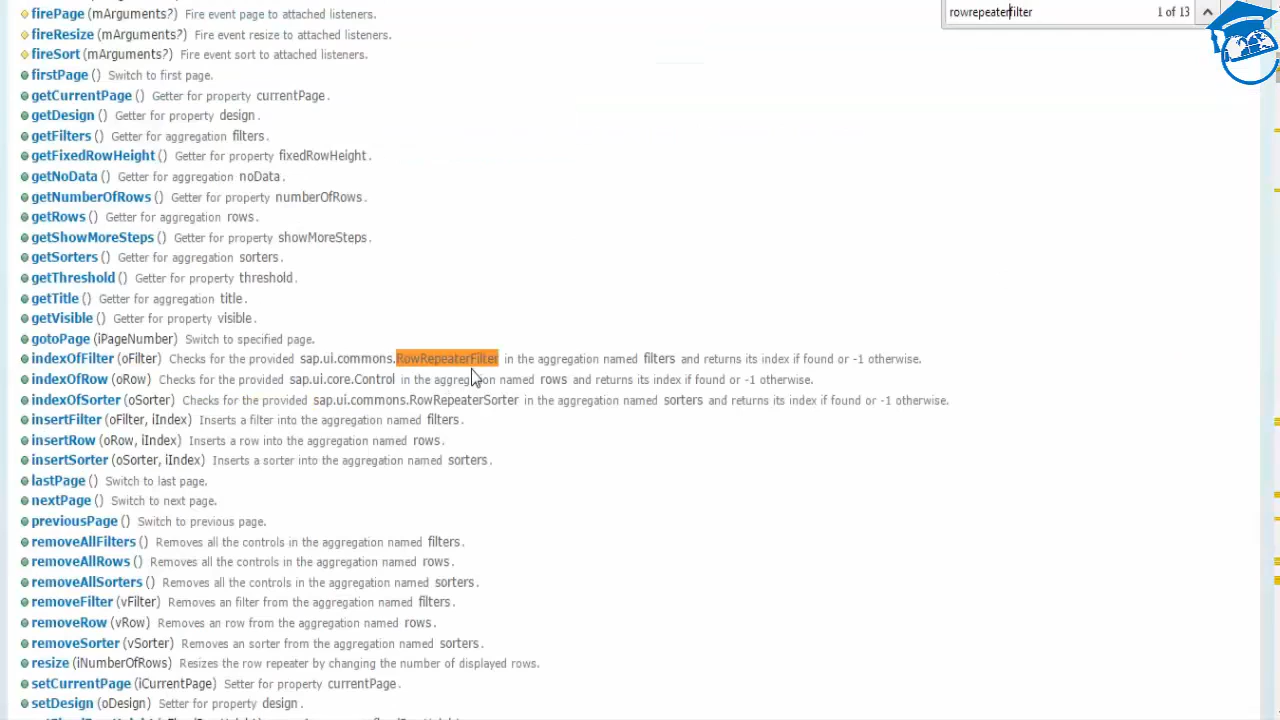 firePage (mArguments?) Fire event page to attached listeners.
fireResize (mArguments?) Fire event resize to attached listeners.
fireSort (mArguments?) Fire event sort to attached listeners.
firstPage () Switch to first page.
getCurrentPage () Getter for property currentPage.
getDesign () Getter for property design.
getFilters () Getter for aggregation filters.
getFixedRowHeight () Getter for property fixedRowHeight.
getNoData () Getter for aggregation noData.
getNumberOfRows () Getter for property numberOfRows.
getRows () Getter for aggregation rows.
getShowMoreSteps () Getter for property showMoreSteps.
getSorters () Getter for aggregation sorters.
getThreshold () Getter for property threshold.
getTitle () Getter for aggregation title.
getVisible () Getter for property visible.
gotoPage (iPageNumber) Switch to specified page.
indexOfFilter (oFilter) Checks for the provided sap.ui.commons.RowRepeaterFilter in the aggregation named filters and returns its index if found or -1 otherwise.
indexOfRow (oRow) Checks for the provided sap.ui.core.Control in the aggregation named rows and returns its index if found or -1 otherwise.
indexOfSorter (oSorter) Checks for the provided sap.ui.commons.RowRepeaterSorter in the aggregation named sorters and returns its index if found or -1 otherwise.
insertFilter (oFilter, iIndex) Inserts a filter into the aggregation named filters.
insertRow (oRow, iIndex) Inserts a row into the aggregation named rows.
insertSorter (oSorter, iIndex) Inserts a sorter into the aggregation named sorters.
lastPage () Switch to last page.
nextPage () Switch to next page.
previousPage () Switch to previous page.
removeAllFilters () Removes all the controls in the aggregation named filters.
removeAllRows () Removes all the controls in the aggregation named rows.
removeAllSorters () Removes all the controls in the aggregation named sorters.
removeFilter (vFilter) Removes an filter from the aggregation named filters.
removeRow (vRow) Removes an row from the aggregation named rows.
removeSorter (vSorter) Removes an sorter from the aggregation named sorters.
resize (iNumberOfRows) Resizes the row repeater by changing the number of displayed rows.
setCurrentPage (iCurrentPage) Setter for property currentPage.
setDesign (oDesign) Setter for property design.
rowrepeaterfilter 1 of 13